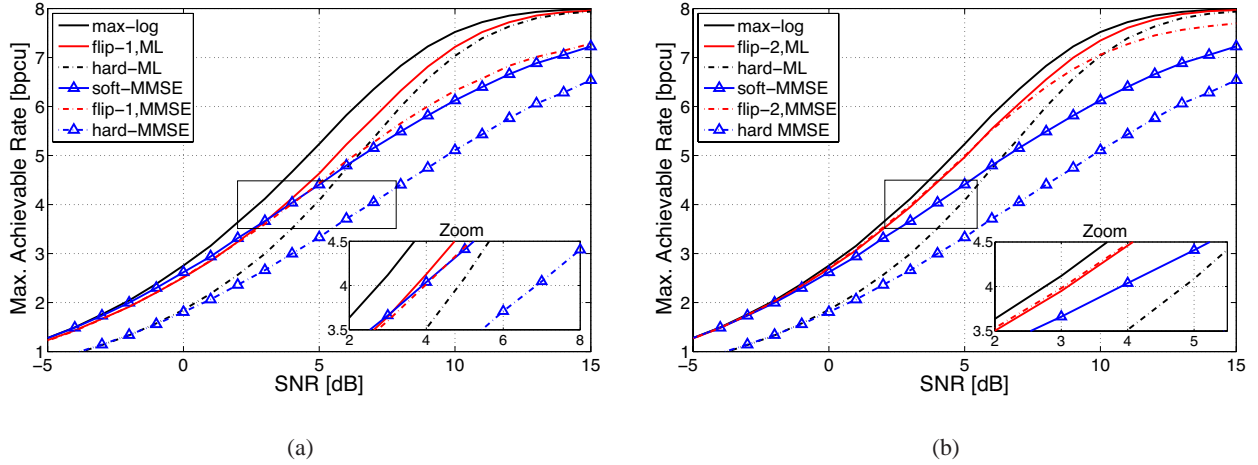 max-log
flip-1,ML
hard-ML
soft-MMSE
flip-1,MMSE
hard-MMSE
Max. Achievable Rate [bpcu]
8
7
6
5
4
3
2
1
Zoom
4.5
4
3.5
2 4 6 8
-5 0 5 10 15
SNR [dB]
(a)
max-log
flip-2,ML
hard-ML
soft-MMSE
flip-2,MMSE
hard MMSE
Max. Achievable Rate [bpcu]
8
7
6
5
4
3
2
1
Zoom
4.5
4
3.5
2 3 4 5
-5 0 5 10 15
SNR [dB]
(b)